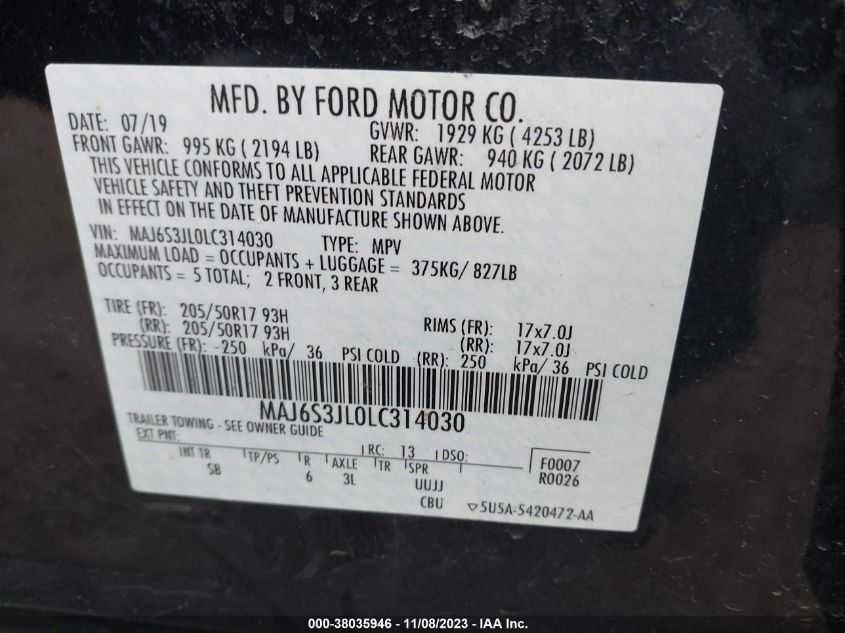 MFD. BY FORD MOTOR CO.
DATE: 07/19 GVWR: 1929 KG ( 4253 LB)
FRONT GAWR: 995 KG ( 2194 LB) REAR GAWR: 940 KG ( 2072 LB)
THIS VEHICLE CONFORMS TO ALL APPLICABLE FEDERAL MOTOR
VEHICLE SAFETY AND THEFT PREVENTION STANDARDS
IN EFFECT ON THE DATE OF MANUFACTURE SHOWN ABOVE.
VIN: MAJ6S3JL0LC314030 TYPE: MPV
MAXIMUM LOAD = OCCUPANTS + LUGGAGE = 375KG/ 827LB
OCCUPANTS = 5 TOTAL; 2 FRONT, 3 REAR
TIRE (FR): 205/50R17 93H RIMS (FR): 17x7.0J
(RR): 205/50R17 93H (RR): 17x7.0J
PRESSURE (FR): 250 kPa/ 36 PSI COLD (RR): 250 kPa/ 36 PSI COLD
MAJ6S3JL0LC314030
TRAILER TOWING - SEE OWNER GUIDE
EXT PNT: RC: 13 DSO: F0007
INT TR TP/PS R AXLE TR SPR R0026
SB 6 3L UUJJ
CBU 5U5A-5420472-AA
000-38035946 - 11/08/2023 - IAA Inc.